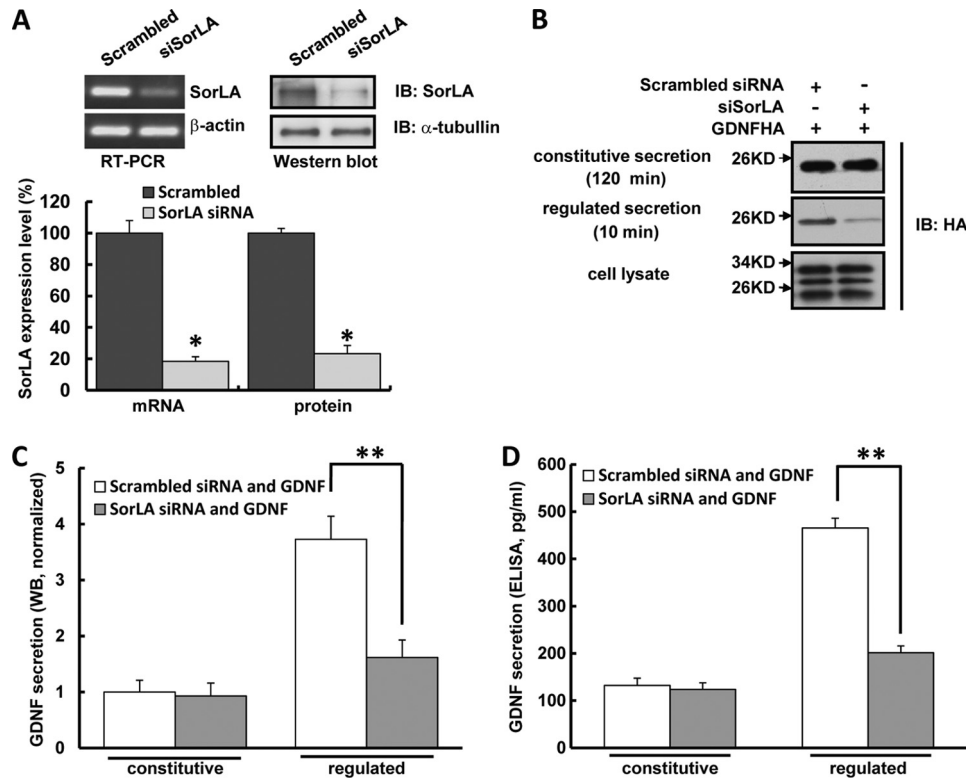 A
Scrambled
siSorLA
SorLA
β-actin
RT-PCR
Scrambled
siSorLA
IB: SorLA
IB: α-tubullin
Western blot
Scrambled
SorLA siRNA
SorLA expression level (%)
120
100
80
60
40
20
0
*
*
mRNA
protein
B
Scrambled siRNA + -
siSorLA - +
GDNFHA + +
constitutive secretion
(120 min)
26KD
regulated secretion
(10 min)
26KD
cell lysate
34KD
26KD
IB: HA
C
GDNF secretion (WB, normalized)
5
4
3
2
1
0
Scrambled siRNA and GDNF
SorLA siRNA and GDNF
**
constitutive
regulated
D
GDNF secretion (ELISA, pg/ml)
600
500
400
300
200
100
0
Scrambled siRNA and GDNF
SorLA siRNA and GDNF
**
constitutive
regulated